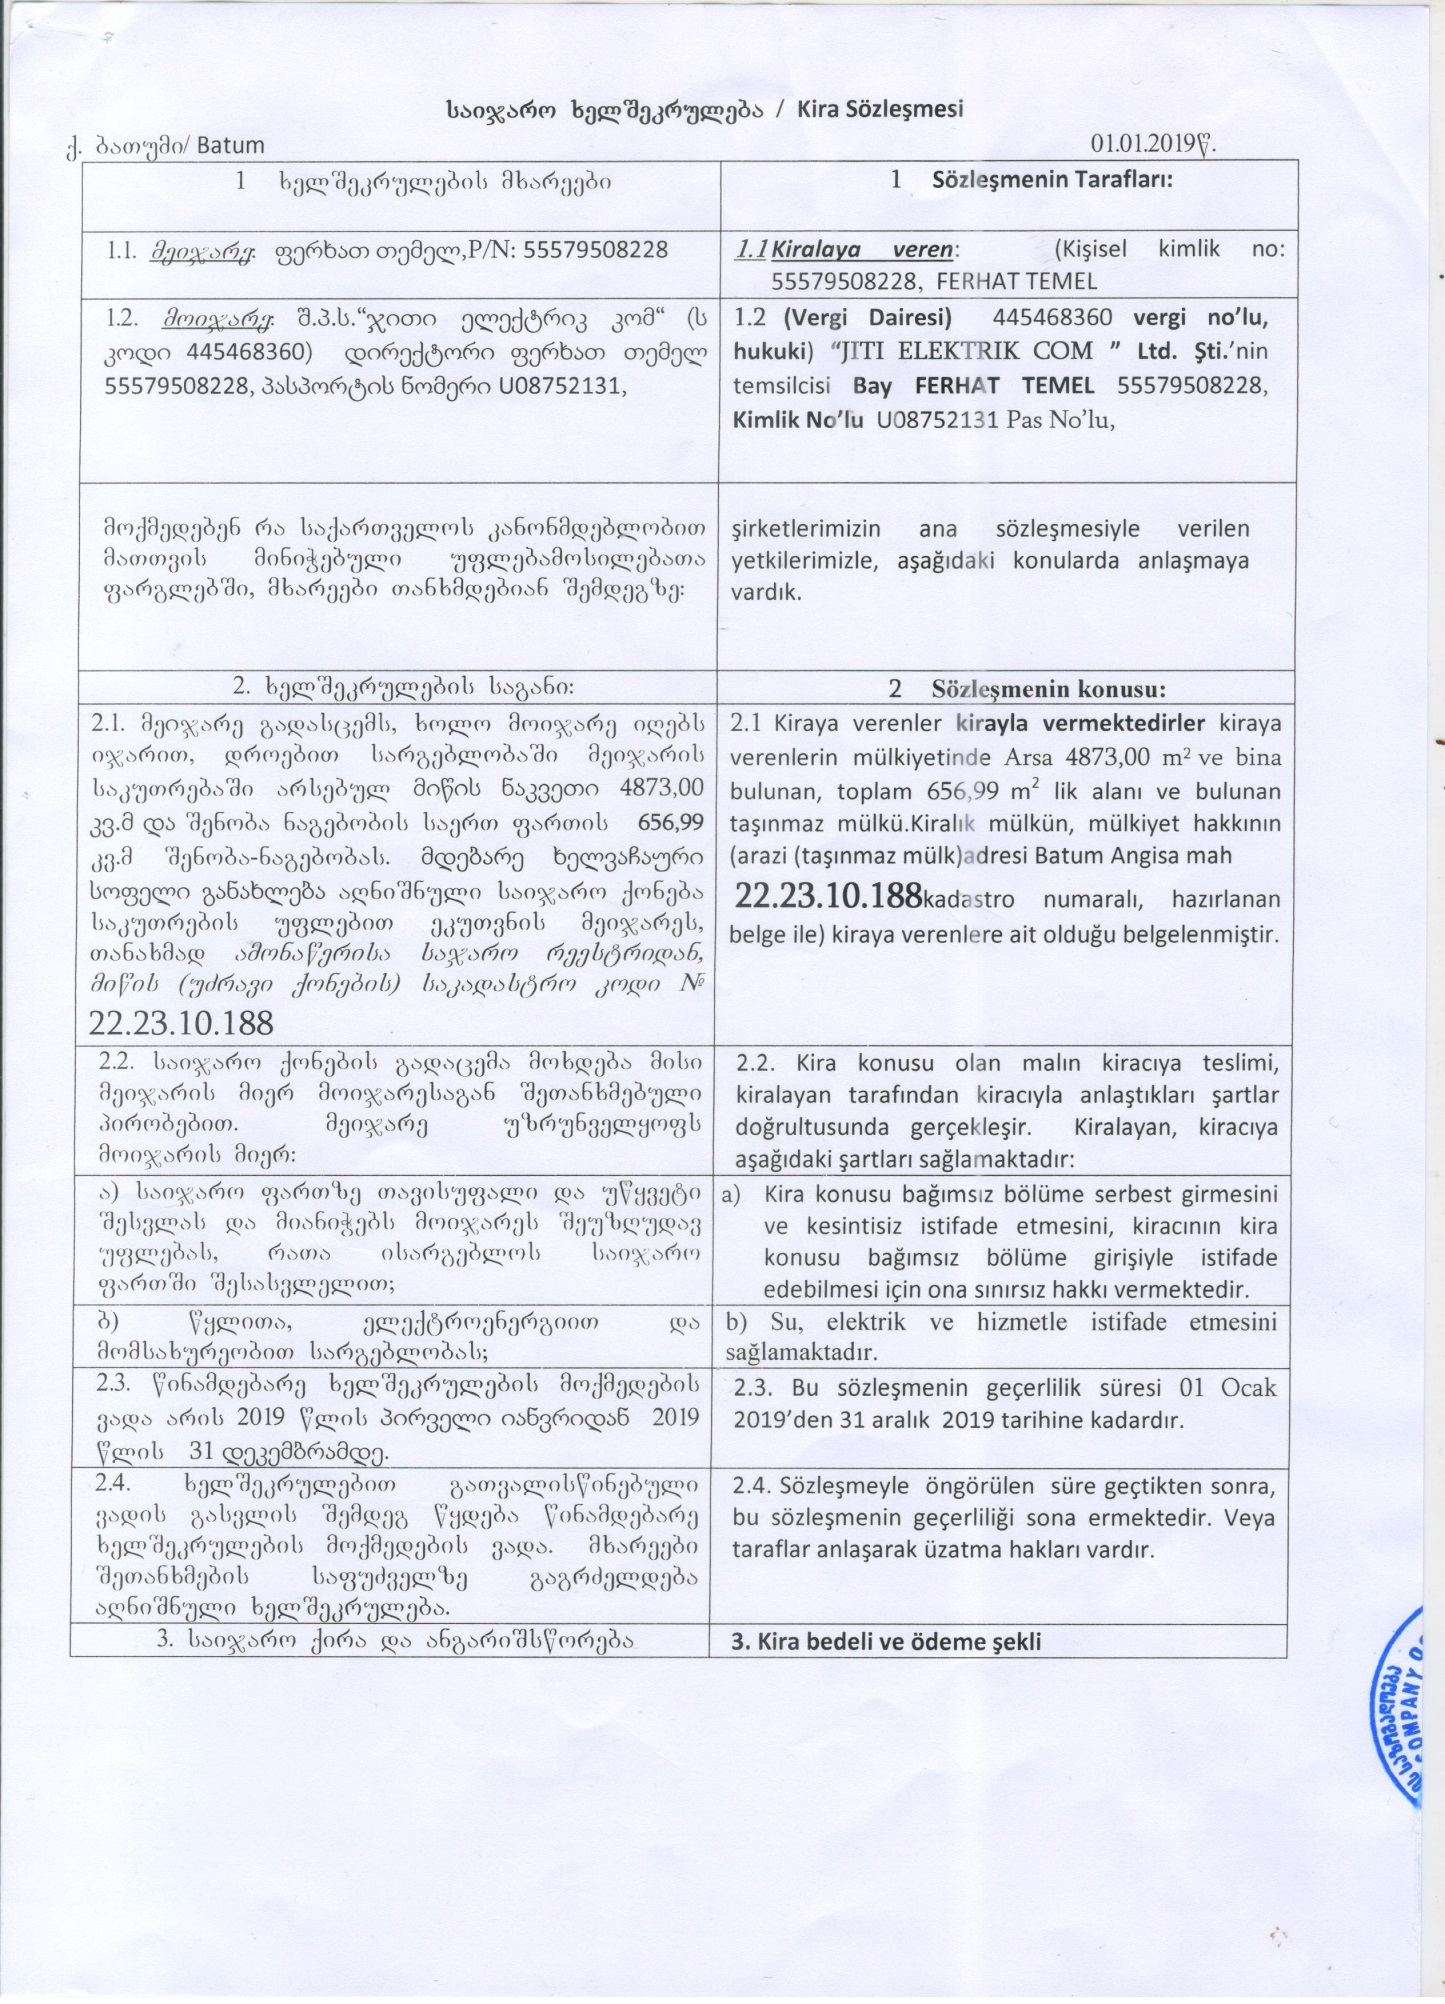 საიჯარო ხელშეკრულება / Kira Sözleşmesi
ქ. ბათუმი/ Batum 01.01.2019წ.
1 ხელშეკრულების მხარეები
1 Sözleşmenin Tarafları:
1.1. მეიჯარე: ფერხათ თემელ,P/N: 55579508228
1.1 Kiralaya veren: (Kişisel kimlik no:
55579508228, FERHAT TEMEL
1.2. მოიჯარე: შ.პ.ს.“ჯითი ელექტრიკ კომ“ (ს
კოდი 445468360) დირექტორი ფერხათ თემელ
55579508228, პასპორტის ნომერი U08752131,
1.2 (Vergi Dairesi) 445468360 vergi no’lu,
hukuki) “JITI ELEKTRIK COM ” Ltd. Şti.’nin
temsilcisi Bay FERHAT TEMEL 55579508228,
Kimlik No’lu U08752131 Pas No’lu,
მოქმედებენ რა საქართველოს კანონმდებლობით
მათთვის მინიჭებული უფლებამოსილებათა
ფარგლებში, მხარეები თანხმდებიან შემდეგზე:
şirketlerimizin ana sözleşmesiyle verilen
yetkilerimizle, aşağıdaki konularda anlaşmaya
vardık.
2. ხელშეკრულების საგანი:
2 Sözleşmenin konusu:
2.1. მეიჯარე გადასცემს, ხოლო მოიჯარე იღებს
იჯარით, დროებით სარგებლობაში მეიჯარის
საკუთრებაში არსებულ მიწის ნაკვეთი 4873,00
კვ.მ და შენობა ნაგებობის საერთ ფართის 656,99
კვ.მ შენობა-ნაგებობას. მდებარე ხელვაჩაური
სოფელი განახლება აღნიშნული საიჯარო ქონება
საკუთრების უფლებით ეკუთვნის მეიჯარეს,
თანახმად ამონაწერისა საჯარო რეესტრიდან,
მიწის (უძრავი ქონების) საკადასტრო კოდი №
22.23.10.188
2.1 Kiraya verenler kirayla vermektedirler kiraya
verenlerin mülkiyetinde Arsa 4873,00 m² ve bina
bulunan, toplam 656,99 m² lik alanı ve bulunan
taşınmaz mülkü.Kiralık mülkün, mülkiyet hakkının
(arazi (taşınmaz mülk)adresi Batum Angisa mah
22.23.10.188kadastro numaralı, hazırlanan
belge ile) kiraya verenlere ait olduğu belgelenmiştir.
2.2. საიჯარო ქონების გადაცემა მოხდება მისი
მეიჯარის მიერ მოიჯარესაგან შეთანხმებული
პირობებით. მეიჯარე უზრუნველყოფს
მოიჯარის მიერ:
2.2. Kira konusu olan malın kiracıya teslimi,
kiralayan tarafından kiracıyla anlaştıkları şartlar
doğrultusunda gerçekleşir. Kiralayan, kiracıya
aşağıdaki şartları sağlamaktadır:
ა) საიჯარო ფართზე თავისუფალი და უწყვეტი
შესვლას და მიანიჭებს მოიჯარეს შეუზღუდავ
უფლებას, რათა ისარგებლოს საიჯარო
ფართში შესასვლელით;
a) Kira konusu bağımsız bölüme serbest girmesini
ve kesintisiz istifade etmesini, kiracının kira
konusu bağımsız bölüme girişiyle istifade
edebilmesi için ona sınırsız hakkı vermektedir.
ბ) წყლითა, ელექტროენერგიით და
მომსახურეობით სარგებლობას;
b) Su, elektrik ve hizmetle istifade etmesini
sağlamaktadır.
2.3. წინამდებარე ხელშეკრულების მოქმედების
ვადა არის 2019 წლის პირველი იანვრიდან 2019
წლის 31 დეკემბრამდე.
2.3. Bu sözleşmenin geçerlilik süresi 01 Ocak
2019’den 31 aralık 2019 tarihine kadardır.
2.4. ხელშეკრულებით გათვალისწინებული
ვადის გასვლის შემდეგ წყდება წინამდებარე
ხელშეკრულების მოქმედების ვადა. მხარეები
შეთანხმების საფუძველზე გაგრძელდება
აღნიშნული ხელშეკრულება.
2.4. Sözleşmeyle öngörülen süre geçtikten sonra,
bu sözleşmenin geçerliliği sona ermektedir. Veya
taraflar anlaşarak üzatma hakları vardır.
3. საიჯარო ქირა და ანგარიშსწორება
3. Kira bedeli ve ödeme şekli
საზოგადოება
COMPANY